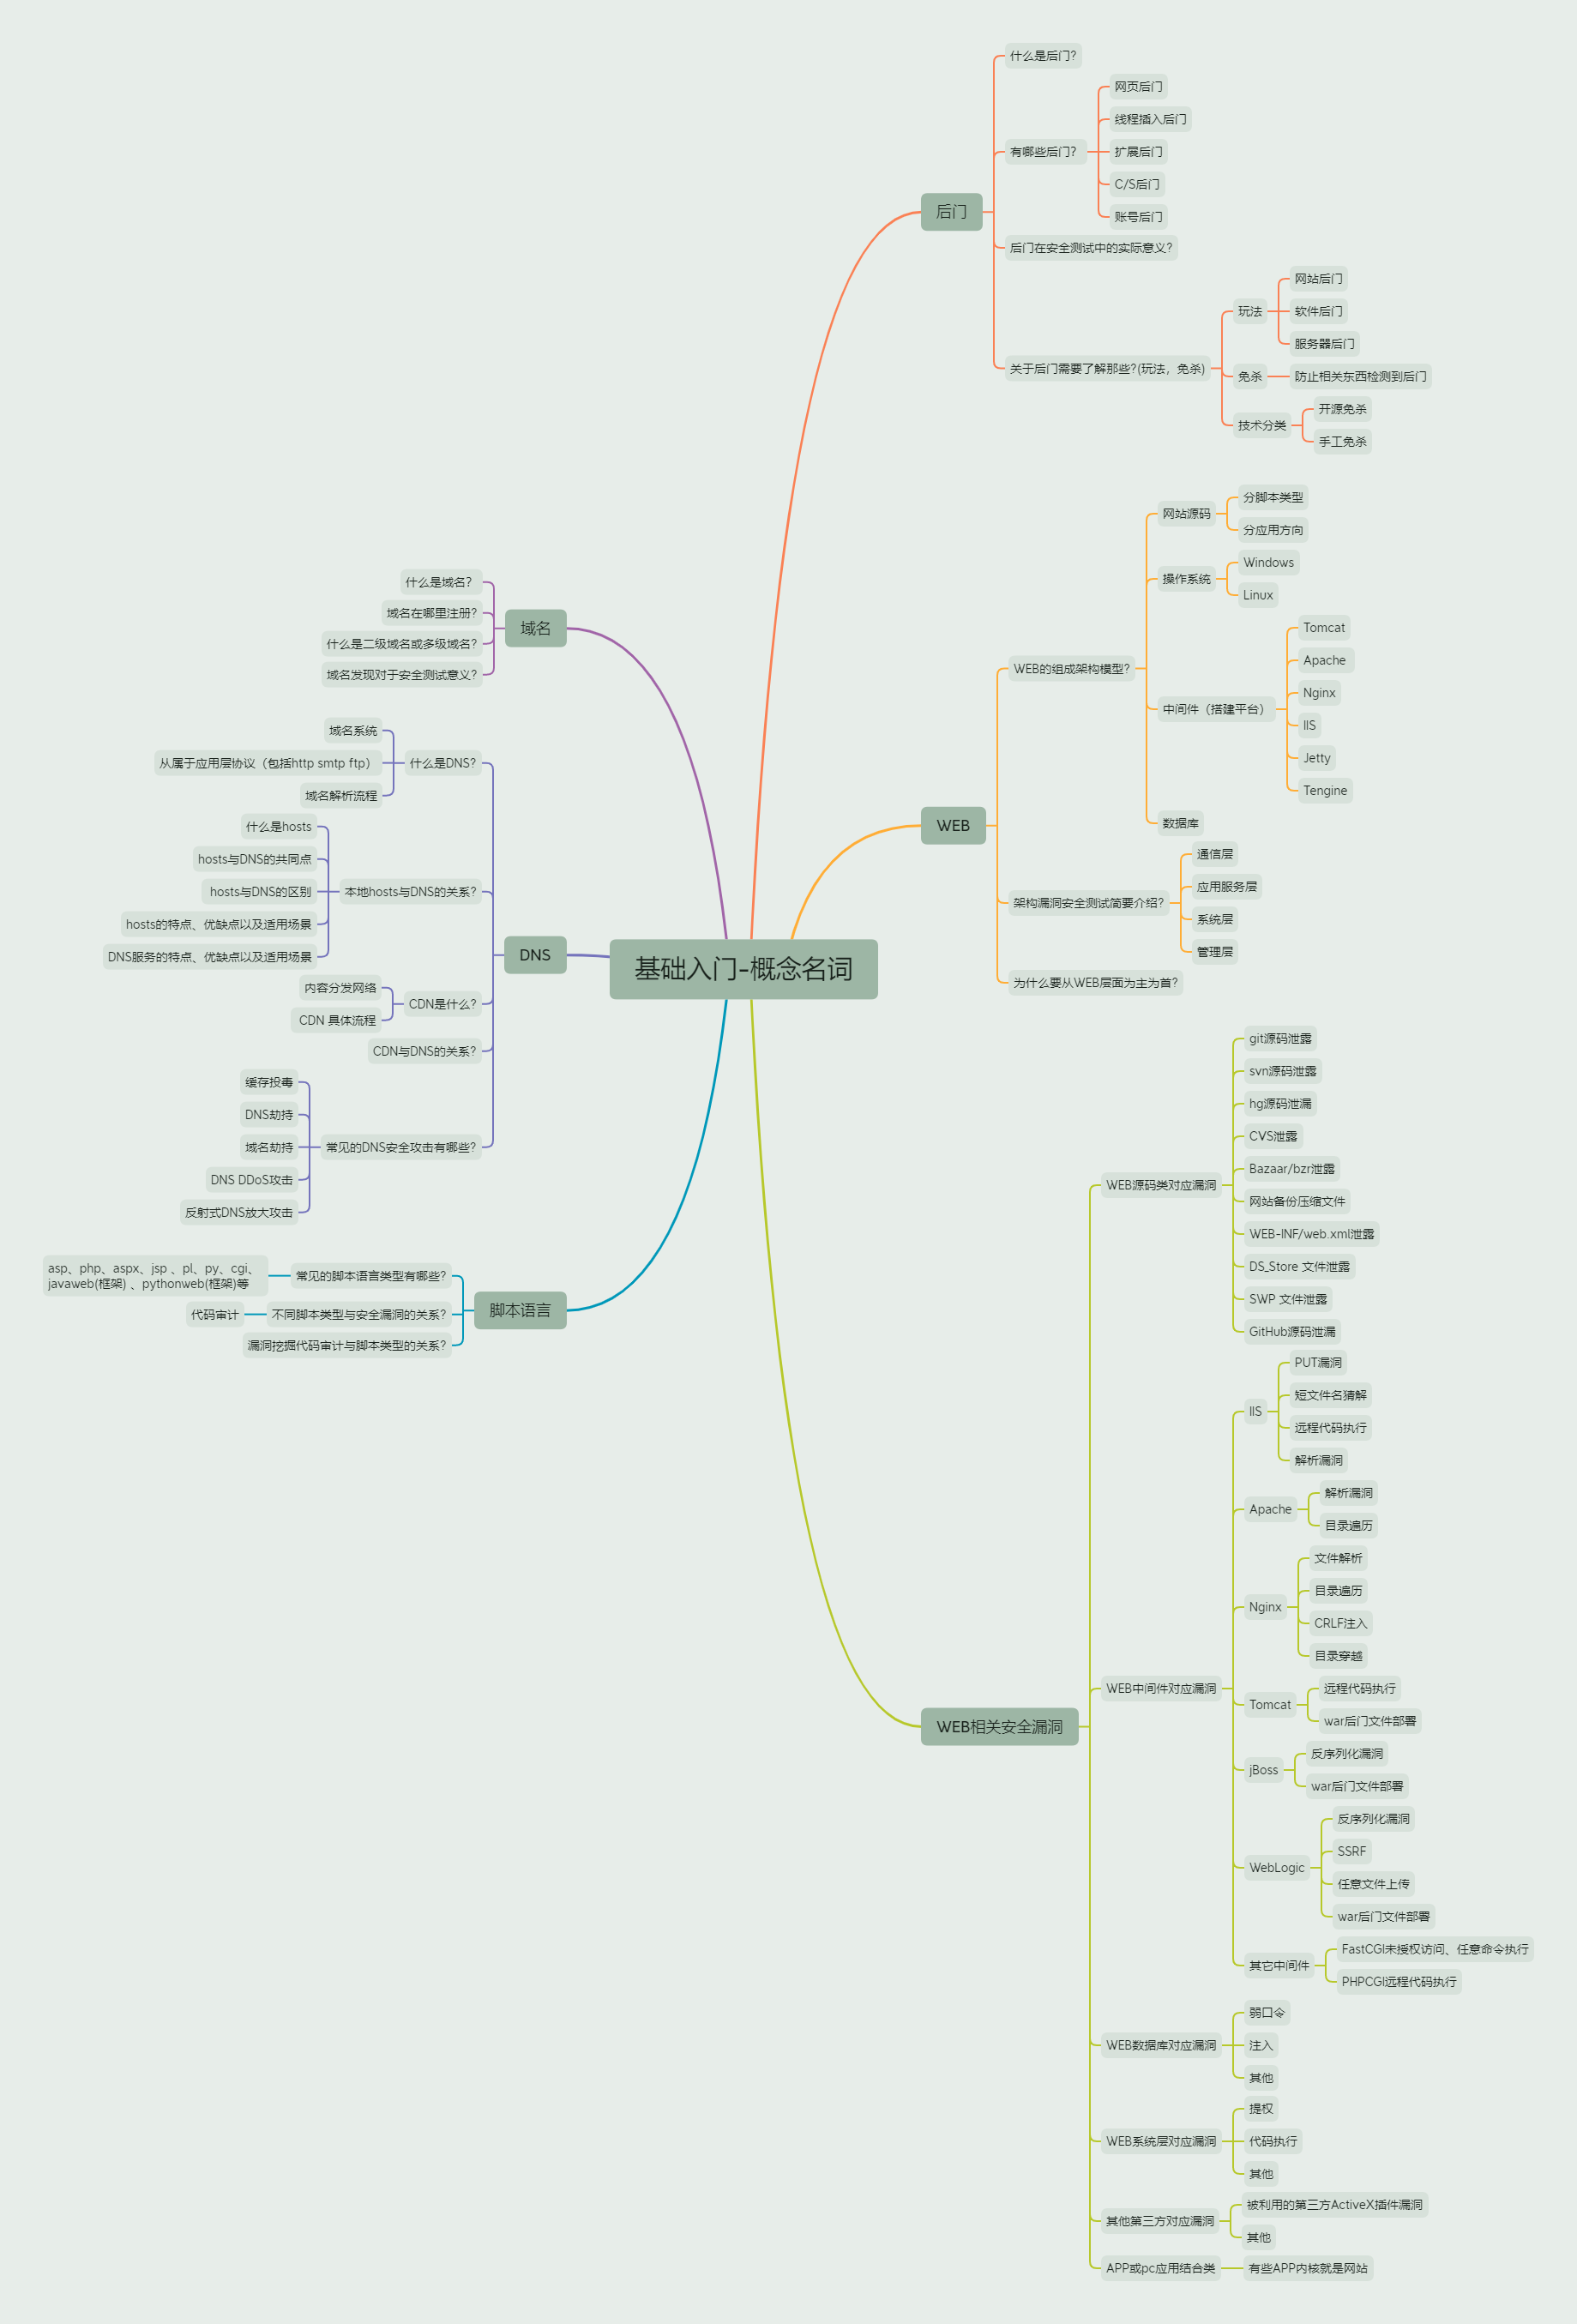 基础入门-概念名词
后门
什么是后门?
有哪些后门?
网页后门
线程插入后门
扩展后门
C/S后门
账号后门
后门在安全测试中的实际意义?
关于后门需要了解那些?(玩法，免杀)
玩法
网站后门
软件后门
服务器后门
免杀
防止相关东西检测到后门
技术分类
开源免杀
手工免杀
WEB
WEB的组成架构模型?
网站源码
分脚本类型
分应用方向
操作系统
Windows
Linux
中间件（搭建平台）
Tomcat
Apache
Nginx
IIS
Jetty
Tengine
数据库
架构漏洞安全测试简要介绍?
通信层
应用服务层
系统层
管理层
为什么要从WEB层面为主为首?
WEB相关安全漏洞
WEB源码类对应漏洞
git源码泄露
svn源码泄露
hg源码泄漏
CVS泄露
Bazaar/bzr泄露
网站备份压缩文件
WEB-INF/web.xml泄露
DS_Store 文件泄露
SWP 文件泄露
GitHub源码泄漏
WEB中间件对应漏洞
IIS
PUT漏洞
短文件名猜解
远程代码执行
解析漏洞
Apache
解析漏洞
目录遍历
Nginx
文件解析
目录遍历
CRLF注入
目录穿越
Tomcat
远程代码执行
war后门文件部署
jBoss
反序列化漏洞
war后门文件部署
WebLogic
反序列化漏洞
SSRF
任意文件上传
war后门文件部署
其它中间件
FastCGI未授权访问、任意命令执行
PHPCGI远程代码执行
WEB数据库对应漏洞
弱口令
注入
其他
WEB系统层对应漏洞
提权
代码执行
其他
其他第三方对应漏洞
被利用的第三方ActiveX插件漏洞
其他
APP或pc应用结合类
有些APP内核就是网站
域名
什么是域名?
域名在哪里注册?
什么是二级域名或多级域名?
域名发现对于安全测试意义?
DNS
什么是DNS?
域名系统
从属于应用层协议（包括http smtp ftp）
域名解析流程
本地hosts与DNS的关系?
什么是hosts
hosts与DNS的共同点
hosts与DNS的区别
hosts的特点、优缺点以及适用场景
DNS服务的特点、优缺点以及适用场景
CDN是什么?
内容分发网络
CDN 具体流程
CDN与DNS的关系?
常见的DNS安全攻击有哪些?
缓存投毒
DNS劫持
域名劫持
DNS DDoS攻击
反射式DNS放大攻击
脚本语言
常见的脚本语言类型有哪些?
asp、php、aspx、jsp 、pl、py、cgi、
javaweb(框架) 、pythonweb(框架)等
不同脚本类型与安全漏洞的关系?
代码审计
漏洞挖掘代码审计与脚本类型的关系?